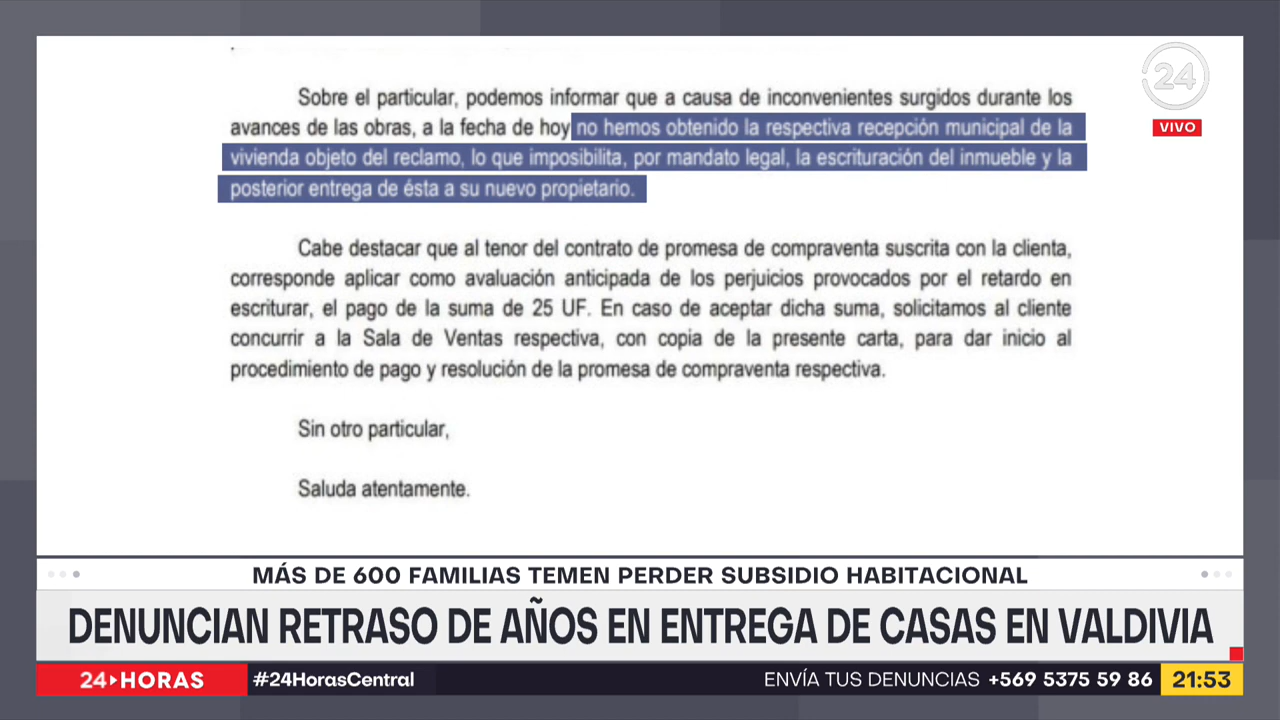 24
VIVO
Sobre el particular, podemos informar que a causa de inconvenientes surgidos durante los
avances de las obras, a la fecha de hoy no hemos obtenido la respectiva recepción municipal de la
vivienda objeto del reclamo, lo que imposibilita, por mandato legal, la escrituración del inmueble y la
posterior entrega de ésta a su nuevo propietario.
Cabe destacar que al tenor del contrato de promesa de compraventa suscrita con la clienta,
corresponde aplicar como avaluación anticipada de los perjuicios provocados por el retardo en
escriturar, el pago de la suma de 25 UF. En caso de aceptar dicha suma, solicitamos al cliente
concurrir a la Sala de Ventas respectiva, con copia de la presente carta, para dar inicio al
procedimiento de pago y resolución de la promesa de compraventa respectiva.
Sin otro particular,
Saluda atentamente.
MÁS DE 600 FAMILIAS TEMEN PERDER SUBSIDIO HABITACIONAL
DENUNCIAN RETRASO DE AÑOS EN ENTREGA DE CASAS EN VALDIVIA
24 HORAS #24HorasCentral ENVÍA TUS DENUNCIAS +569 5375 59 86 21:53